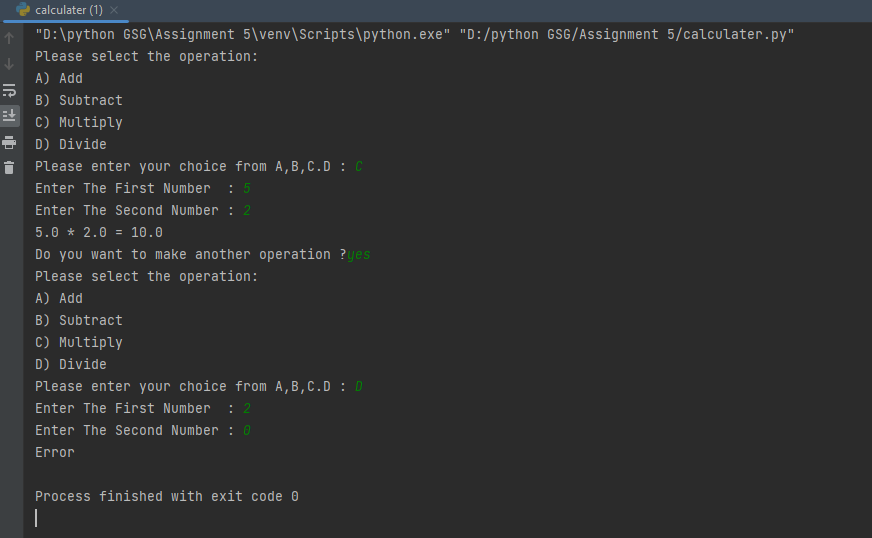 calculater (1)
"D:\python GSG\Assignment 5\venv\Scripts\python.exe" "D:/python GSG/Assignment 5/calculater.py"
Please select the operation:
A) Add
B) Subtract
C) Multiply
D) Divide
Please enter your choice from A,B,C.D : C
Enter The First Number  : 5
Enter The Second Number : 2
5.0 * 2.0 = 10.0
Do you want to make another operation ?yes
Please select the operation:
A) Add
B) Subtract
C) Multiply
D) Divide
Please enter your choice from A,B,C.D : D
Enter The First Number  : 2
Enter The Second Number : 0
Error
Process finished with exit code 0